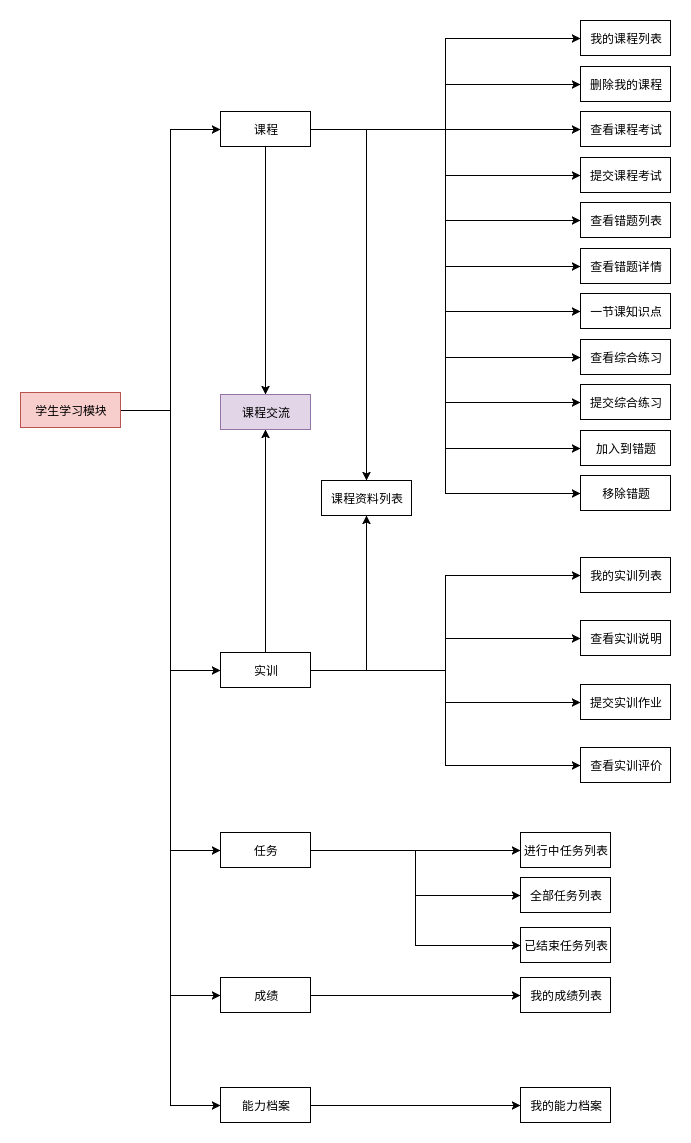 我的课程列表
删除我的课程
课程
查看课程考试
提交课程考试
查看错题列表
查看错题详情
一节课知识点
查看综合练习
学生学习模块
课程交流
提交综合练习
加入到错题
课程资料列表
移除错题
我的实训列表
查看实训说明
实训
提交实训作业
查看实训评价
任务
进行中任务列表
全部任务列表
已结束任务列表
成绩
我的成绩列表
能力档案
我的能力档案